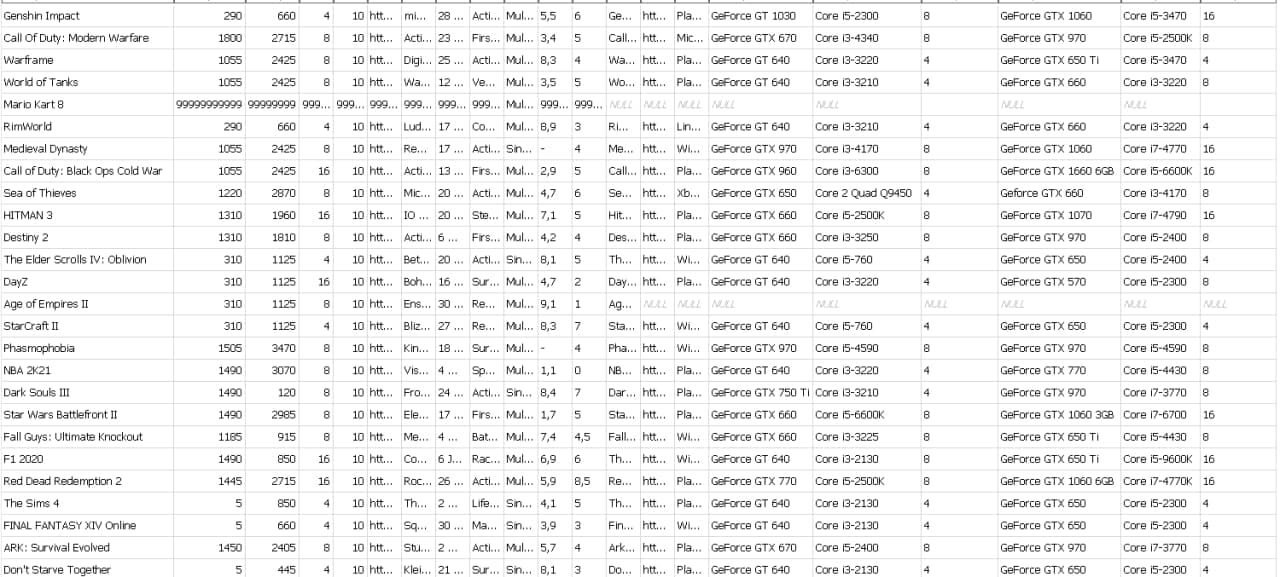 Genshin Impact 290 660 4 10 htt... mi... 28 ... Acti... Mul... 5,5 6 Ge... htt... Pla... GeForce GT 1030 Core i5-2300 8 GeForce GTX 1060 Core i5-3470 16
Call Of Duty: Modern Warfare 1800 2715 8 10 htt... Acti... 23 ... Firs... Mul... 3,4 5 Call... htt... Mic... GeForce GTX 670 Core i3-4340 8 GeForce GTX 970 Core i5-2500K 8
Warframe 1055 2425 8 10 htt... Digi... 25 ... Acti... Mul... 8,3 4 Wa... htt... Pla... GeForce GT 640 Core i3-3220 4 GeForce GTX 650 Ti Core i5-3470 4
World of Tanks 1055 2425 8 10 htt... Wa... 12 ... Ve... Mul... 3,5 5 Wo... htt... Pla... GeForce GT 640 Core i3-3210 4 GeForce GTX 660 Core i3-3220 8
Mario Kart 8 99999999999 99999999 999... 999... 999... 999... 999... 999... Mul... 999... 999... NULL NULL NULL NULL NULL NULL NULL
RimWorld 290 660 4 10 htt... Lud... 17 ... Co... Mul... 8,9 3 Ri... htt... Lin... GeForce GT 640 Core i3-3210 4 GeForce GTX 660 Core i3-3220 4
Medieval Dynasty 1055 2425 8 10 htt... Re... 17 ... Acti... Sin... - 4 Me... htt... Wi... GeForce GTX 970 Core i3-4170 8 GeForce GTX 1060 Core i7-4770 16
Call of Duty: Black Ops Cold War 1055 2425 16 10 htt... Acti... 13 ... Firs... Mul... 2,9 5 Call... htt... Pla... GeForce GTX 960 Core i3-6300 8 GeForce GTX 1660 6GB Core i5-6600K 16
Sea of Thieves 1220 2870 8 10 htt... Mic... 20 ... Acti... Mul... 4,7 6 Se... htt... Xb... GeForce GTX 650 Core 2 Quad Q9450 4 Geforce GTX 660 Core i3-4170 8
HITMAN 3 1310 1960 16 10 htt... IO ... 20 ... Ste... Mul... 7,1 5 Hit... htt... Pla... GeForce GTX 660 Core i5-2500K 8 GeForce GTX 1070 Core i7-4790 16
Destiny 2 1310 1810 8 10 htt... Acti... 6 ... Firs... Mul... 4,2 4 Des... htt... Pla... GeForce GTX 660 Core i3-3250 8 GeForce GTX 970 Core i5-2400 8
The Elder Scrolls IV: Oblivion 310 1125 4 10 htt... Bet... 20 ... Acti... Sin... 8,1 5 Th... htt... Wi... GeForce GT 640 Core i5-760 4 GeForce GTX 650 Core i5-2400 4
DayZ 310 1125 16 10 htt... Boh... 16 ... Sur... Mul... 4,7 2 Day... htt... Pla... GeForce GT 640 Core i3-3220 4 GeForce GTX 570 Core i5-2300 8
Age of Empires II 310 1125 8 10 htt... Ens... 30 ... Re... Mul... 9,1 1 Ag... NULL NULL NULL NULL NULL NULL NULL NULL
StarCraft II 310 1125 4 10 htt... Bliz... 27 ... Re... Mul... 8,3 7 Sta... htt... Wi... GeForce GT 640 Core i5-760 4 GeForce GTX 650 Core i5-2300 4
Phasmophobia 1505 3470 8 10 htt... Kin... 18 ... Sur... Mul... - 4 Pha... htt... Wi... GeForce GTX 970 Core i5-4590 8 GeForce GTX 970 Core i5-4590 8
NBA 2K21 1490 3070 8 10 htt... Vis... 4 ... Sp... Mul... 1,1 0 NB... htt... Pla... GeForce GT 640 Core i3-3220 4 GeForce GTX 770 Core i5-4430 8
Dark Souls III 1490 120 8 10 htt... Fro... 24 ... Acti... Sin... 8,4 7 Dar... htt... Pla... GeForce GTX 750 Ti Core i3-3210 4 GeForce GTX 970 Core i7-3770 8
Star Wars Battlefront II 1490 2985 8 10 htt... Ele... 17 ... Firs... Mul... 1,7 5 Sta... htt... Pla... GeForce GTX 660 Core i5-6600K 8 GeForce GTX 1060 3GB Core i7-6700 16
Fall Guys: Ultimate Knockout 1185 915 8 10 htt... Me... 4 ... Bat... Mul... 7,4 4,5 Fall... htt... Wi... GeForce GTX 660 Core i3-3225 8 GeForce GTX 650 Ti Core i5-4430 8
F1 2020 1490 850 16 10 htt... Co... 6 J... Rac... Mul... 6,9 6 Th... htt... Wi... GeForce GT 640 Core i3-2130 8 GeForce GTX 650 Ti Core i5-9600K 16
Red Dead Redemption 2 1445 2715 16 10 htt... Roc... 26 ... Acti... Mul... 5,9 8,5 Re... htt... Pla... GeForce GTX 770 Core i5-2500K 8 GeForce GTX 1060 6GB Core i7-4770K 16
The Sims 4 5 850 4 10 htt... Th... 2 ... Life... Sin... 4,1 5 Th... htt... Pla... GeForce GT 640 Core i3-2130 4 GeForce GTX 650 Core i5-2300 4
FINAL FANTASY XIV Online 5 660 4 10 htt... Sq... 30 ... Ma... Sin... 3,9 3 Fin... htt... Wi... GeForce GT 640 Core i3-2130 4 GeForce GTX 650 Core i5-2300 4
ARK: Survival Evolved 1450 2405 8 10 htt... Stu... 2 ... Acti... Mul... 5,7 4 Ark... htt... Pla... GeForce GTX 670 Core i5-2400 8 GeForce GTX 970 Core i7-3770 8
Don't Starve Together 5 445 4 10 htt... Klei... 21 ... Sur... Sin... 8,1 3 Do... htt... Pla... GeForce GT 640 Core i3-2130 4 GeForce GTX 650 Core i5-2300 4